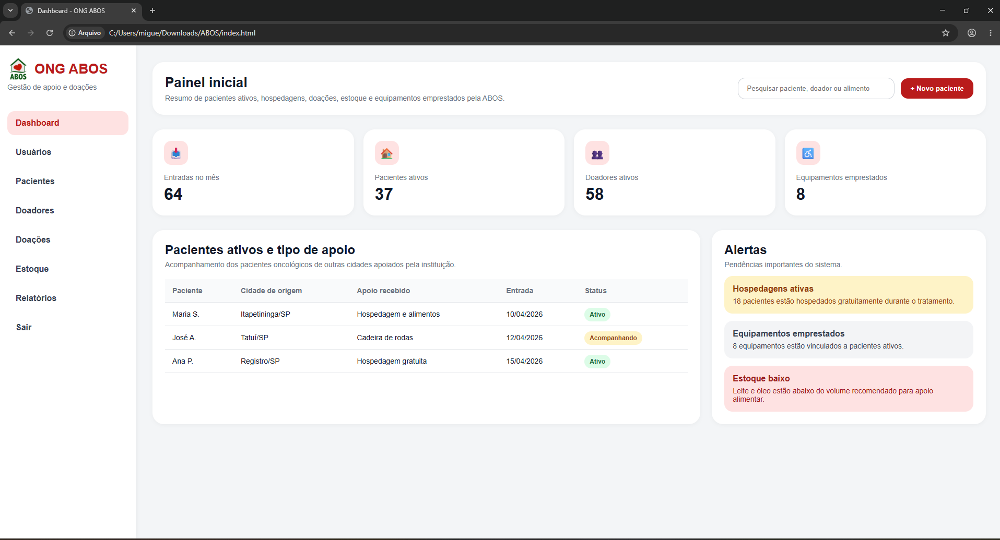 Dashboard - ONG ABOS
Arquivo
C:/Users/migue/Downloads/ABOS/index.html
ABOS
ONG ABOS
Gestão de apoio e doações
Dashboard
Usuários
Pacientes
Doadores
Doações
Estoque
Relatórios
Sair
Painel inicial
Resumo de pacientes ativos, hospedagens, doações, estoque e equipamentos emprestados pela ABOS.
Pesquisar paciente, doador ou alimento
+ Novo paciente
Entradas no mês
64
Pacientes ativos
37
Doadores ativos
58
Equipamentos emprestados
8
Pacientes ativos e tipo de apoio
Acompanhamento dos pacientes oncológicos de outras cidades apoiados pela instituição.
Paciente Cidade de origem Apoio recebido Entrada Status
Maria S. Itapetininga/SP Hospedagem e alimentos 10/04/2026 Ativo
José A. Tatuí/SP Cadeira de rodas 12/04/2026 Acompanhando
Ana P. Registro/SP Hospedagem gratuita 15/04/2026 Ativo
Alertas
Pendências importantes do sistema.
Hospedagens ativas
18 pacientes estão hospedados gratuitamente durante o tratamento.
Equipamentos emprestados
8 equipamentos estão vinculados a pacientes ativos.
Estoque baixo
Leite e óleo estão abaixo do volume recomendado para apoio
alimentar.